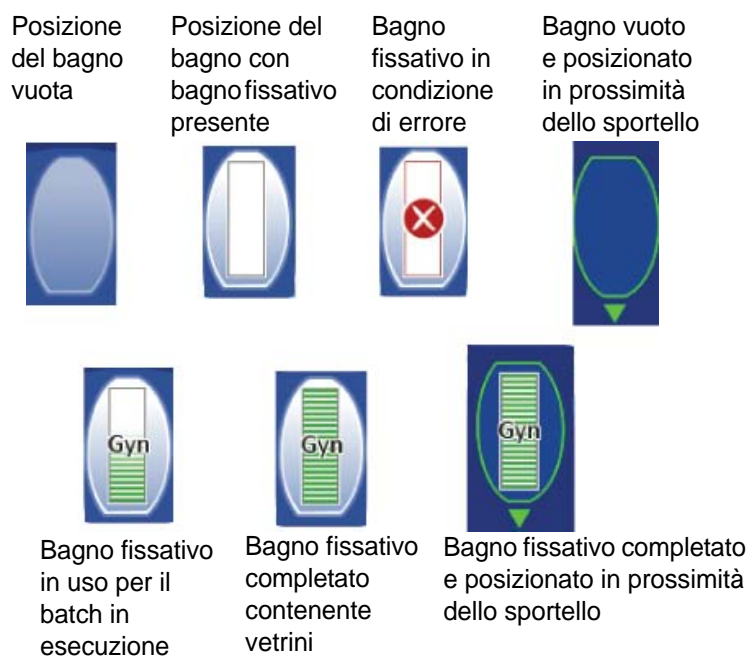 Posizione
del bagno
vuota
Posizione del
bagno con
bagno fissativo
presente
Bagno
fissativo in
condizione
di errore
Bagno vuoto
e posizionato
in prossimità
dello sportello
Gyn
Gyn
Gyn
Bagno fissativo
in uso per il
batch in
esecuzione
Bagno fissativo
completato
contenente
vetrini
Bagno fissativo completato
e posizionato in prossimità
dello sportello